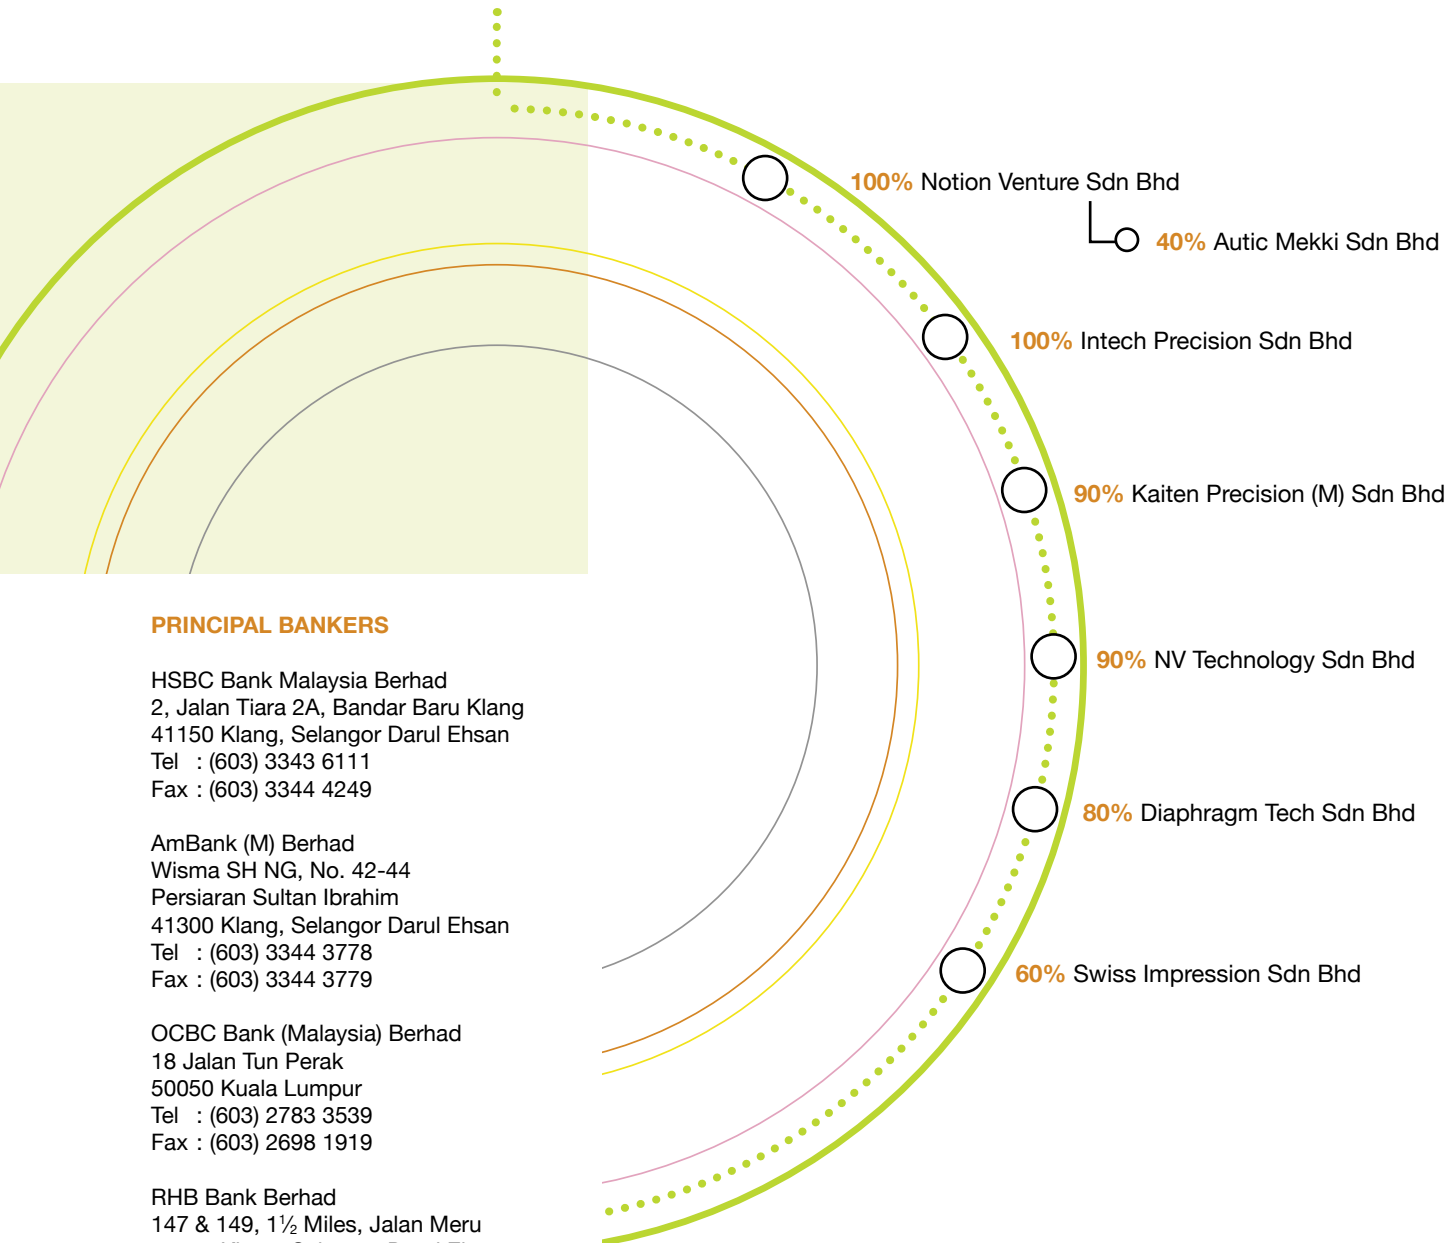 100% Notion Venture Sdn Bhd
40% Autic Mekki Sdn Bhd
100% Intech Precision Sdn Bhd
90% Kaiten Precision (M) Sdn Bhd
90% NV Technology Sdn Bhd
80% Diaphragm Tech Sdn Bhd
60% Swiss Impression Sdn Bhd
PRINCIPAL BANKERS
HSBC Bank Malaysia Berhad
2, Jalan Tiara 2A, Bandar Baru Klang
41150 Klang, Selangor Darul Ehsan
Tel : (603) 3343 6111
Fax : (603) 3344 4249
AmBank (M) Berhad
Wisma SH NG, No. 42-44
Persiaran Sultan Ibrahim
41300 Klang, Selangor Darul Ehsan
Tel : (603) 3344 3778
Fax : (603) 3344 3779
OCBC Bank (Malaysia) Berhad
18 Jalan Tun Perak
50050 Kuala Lumpur
Tel : (603) 2783 3539
Fax : (603) 2698 1919
RHB Bank Berhad
147 & 149, 1½ Miles, Jalan Meru